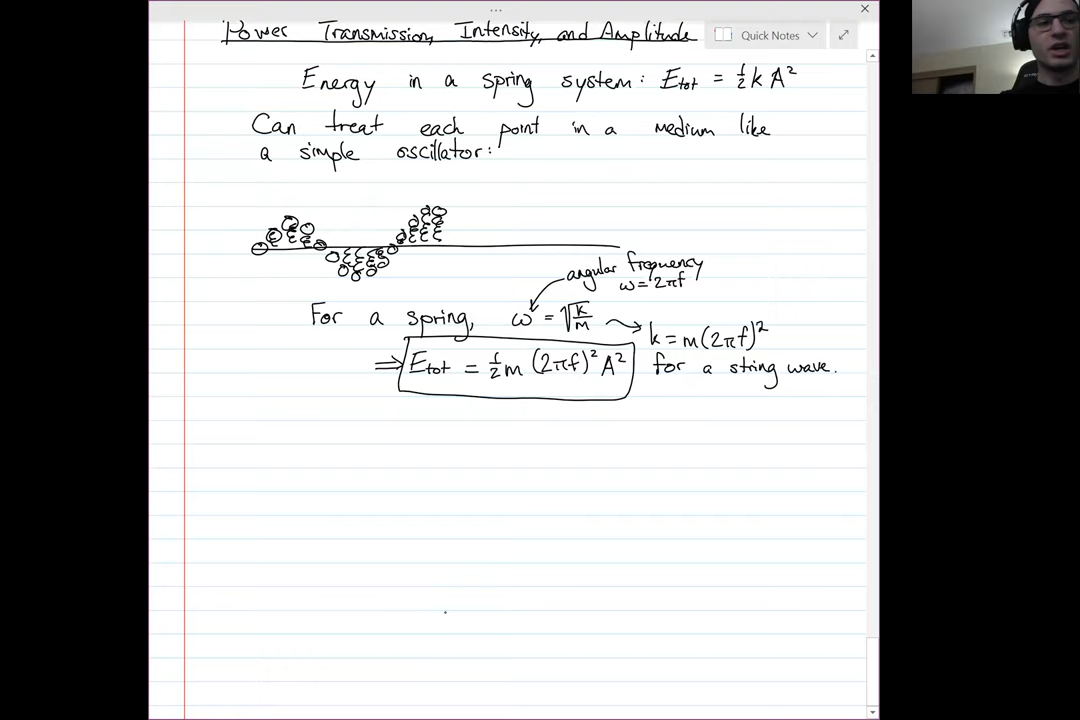 Power Transmission, Intensity, and Amplitude
Quick Notes
Energy in a spring system: E_tot = ½ k A²
Can treat each point in a medium like
a simple oscillator:
angular frequency
ω = 2πf
For a spring, ω = √(k/m)
k = m(2πf)²
⇒ E_tot = ½ m (2πf)² A²
for a string wave.